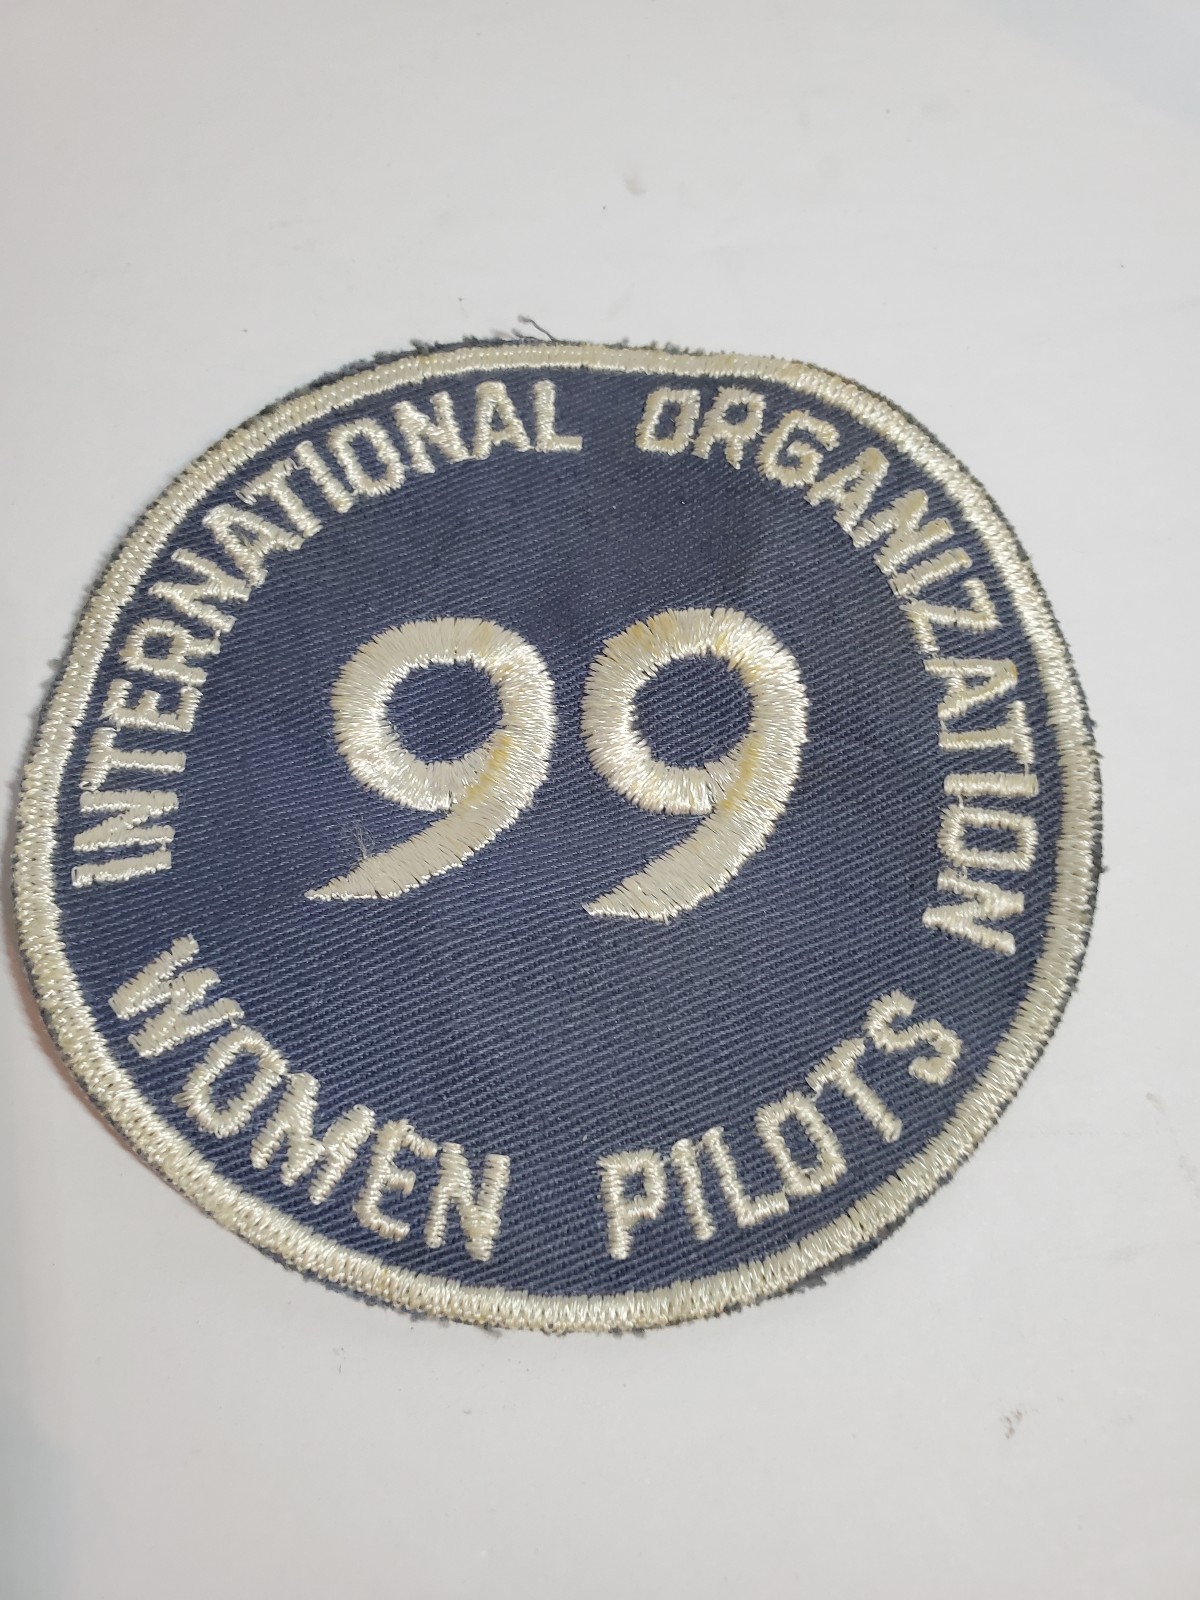 INTERNATIONAL ORGANIZATION
99
WOMEN PILOTS